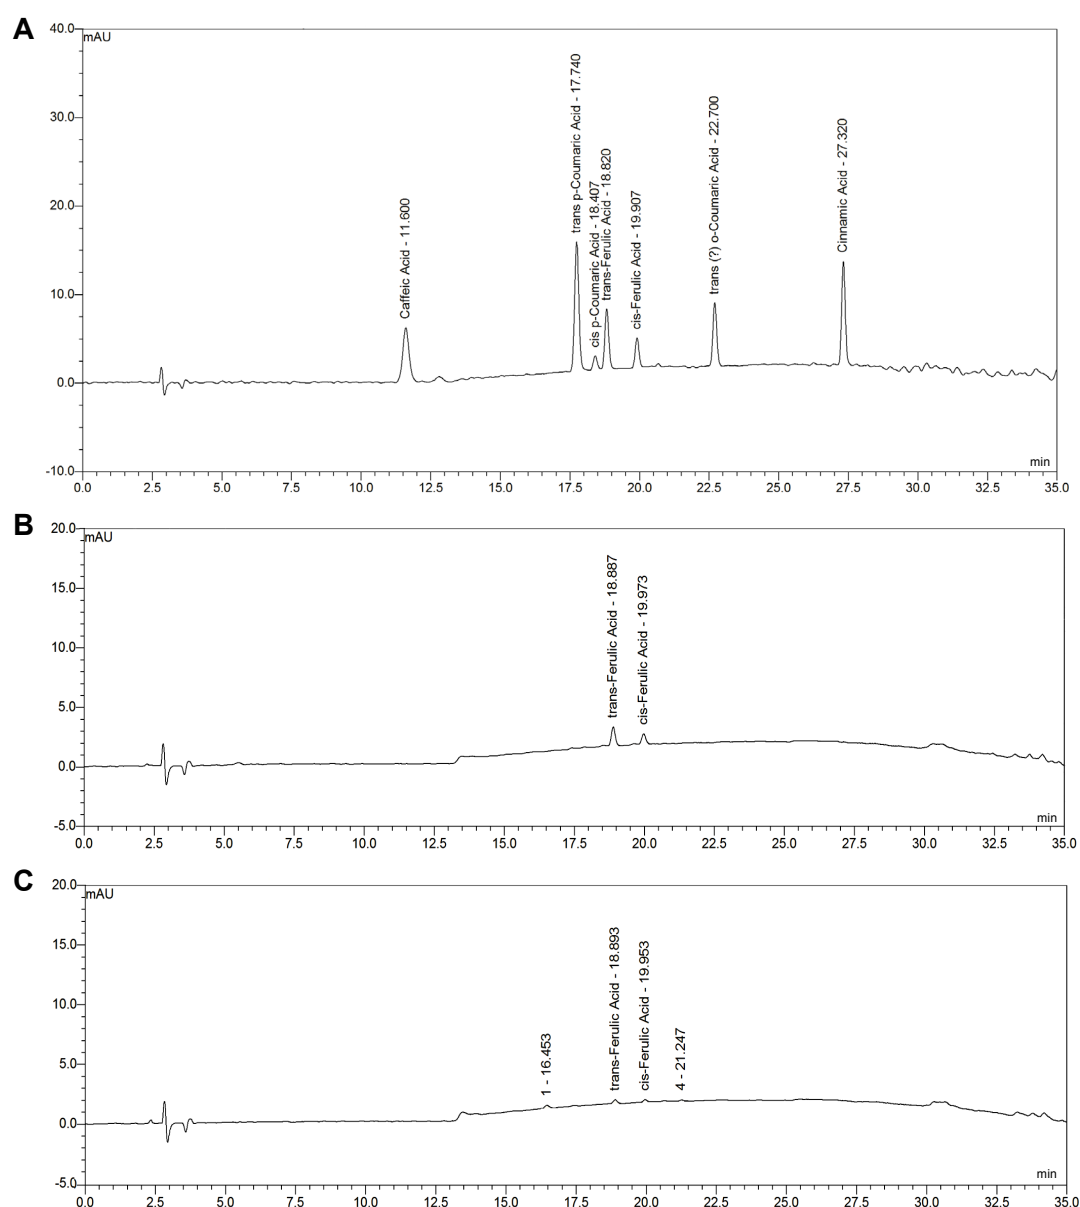 A
40.0
mAU
30.0
20.0
10.0
0.0
-10.0
Caffeic Acid - 11.600
trans p-Coumaric Acid - 17.740
cis p-Coumaric Acid - 18.407
trans-Ferulic Acid - 18.820
cis-Ferulic Acid - 19.907
trans (?) o-Coumaric Acid - 22.700
Cinnamic Acid - 27.320
min
0.0 2.5 5.0 7.5 10.0 12.5 15.0 17.5 20.0 22.5 25.0 27.5 30.0 32.5 35.0
B
20.0
mAU
15.0
10.0
5.0
0.0
-5.0
trans-Ferulic Acid - 18.887
cis-Ferulic Acid - 19.973
min
0.0 2.5 5.0 7.5 10.0 12.5 15.0 17.5 20.0 22.5 25.0 27.5 30.0 32.5 35.0
C
20.0
mAU
15.0
10.0
5.0
0.0
-5.0
1 - 16.453
trans-Ferulic Acid - 18.893
cis-Ferulic Acid - 19.953
4 - 21.247
min
0.0 2.5 5.0 7.5 10.0 12.5 15.0 17.5 20.0 22.5 25.0 27.5 30.0 32.5 35.0